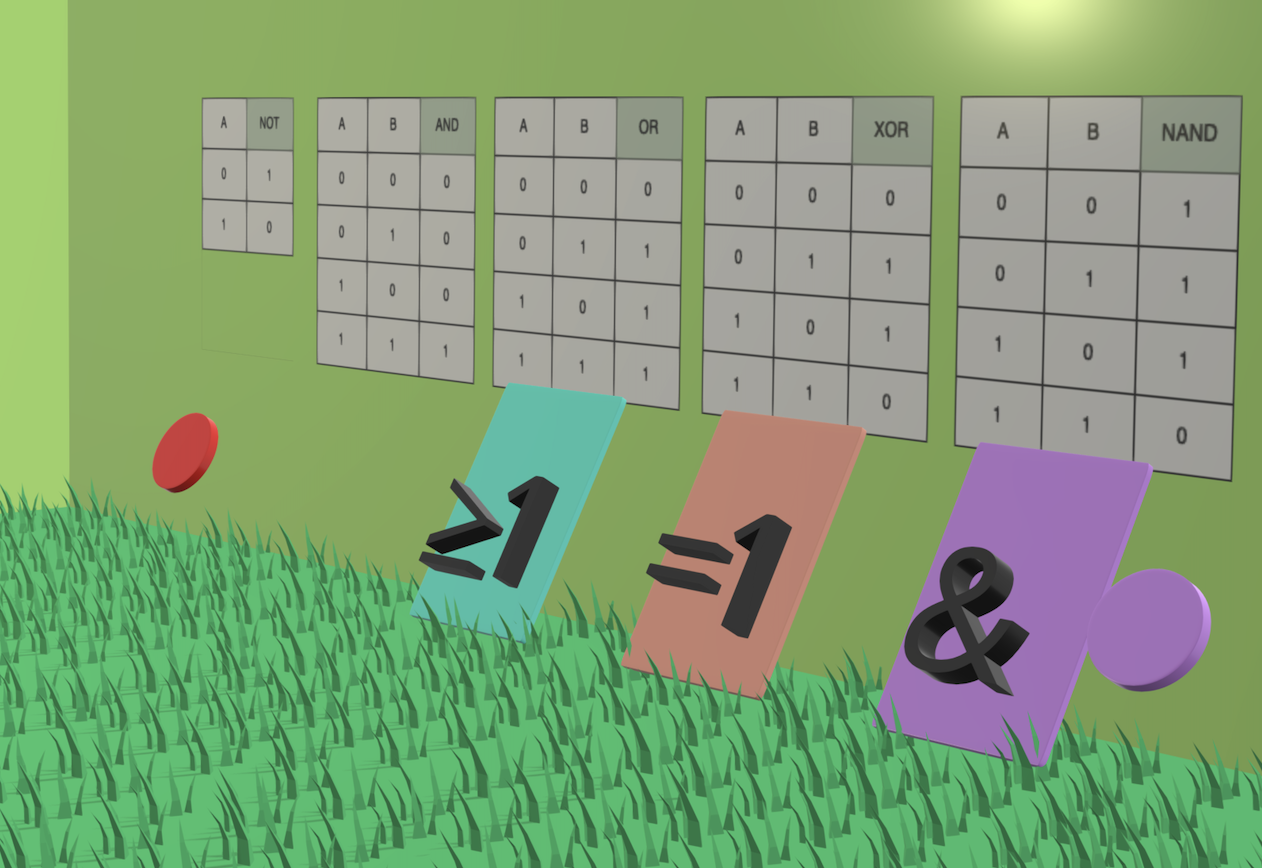 A NOT
0 1
1 0
A B AND
0 0 0
0 1 0
1 0 0
1 1 1
A B OR
0 0 0
0 1 1
1 0 1
1 1 1
A B XOR
0 0 0
0 1 1
1 0 1
1 1 0
A B NAND
0 0 1
0 1 1
1 0 1
1 1 0
≥1
=1
&